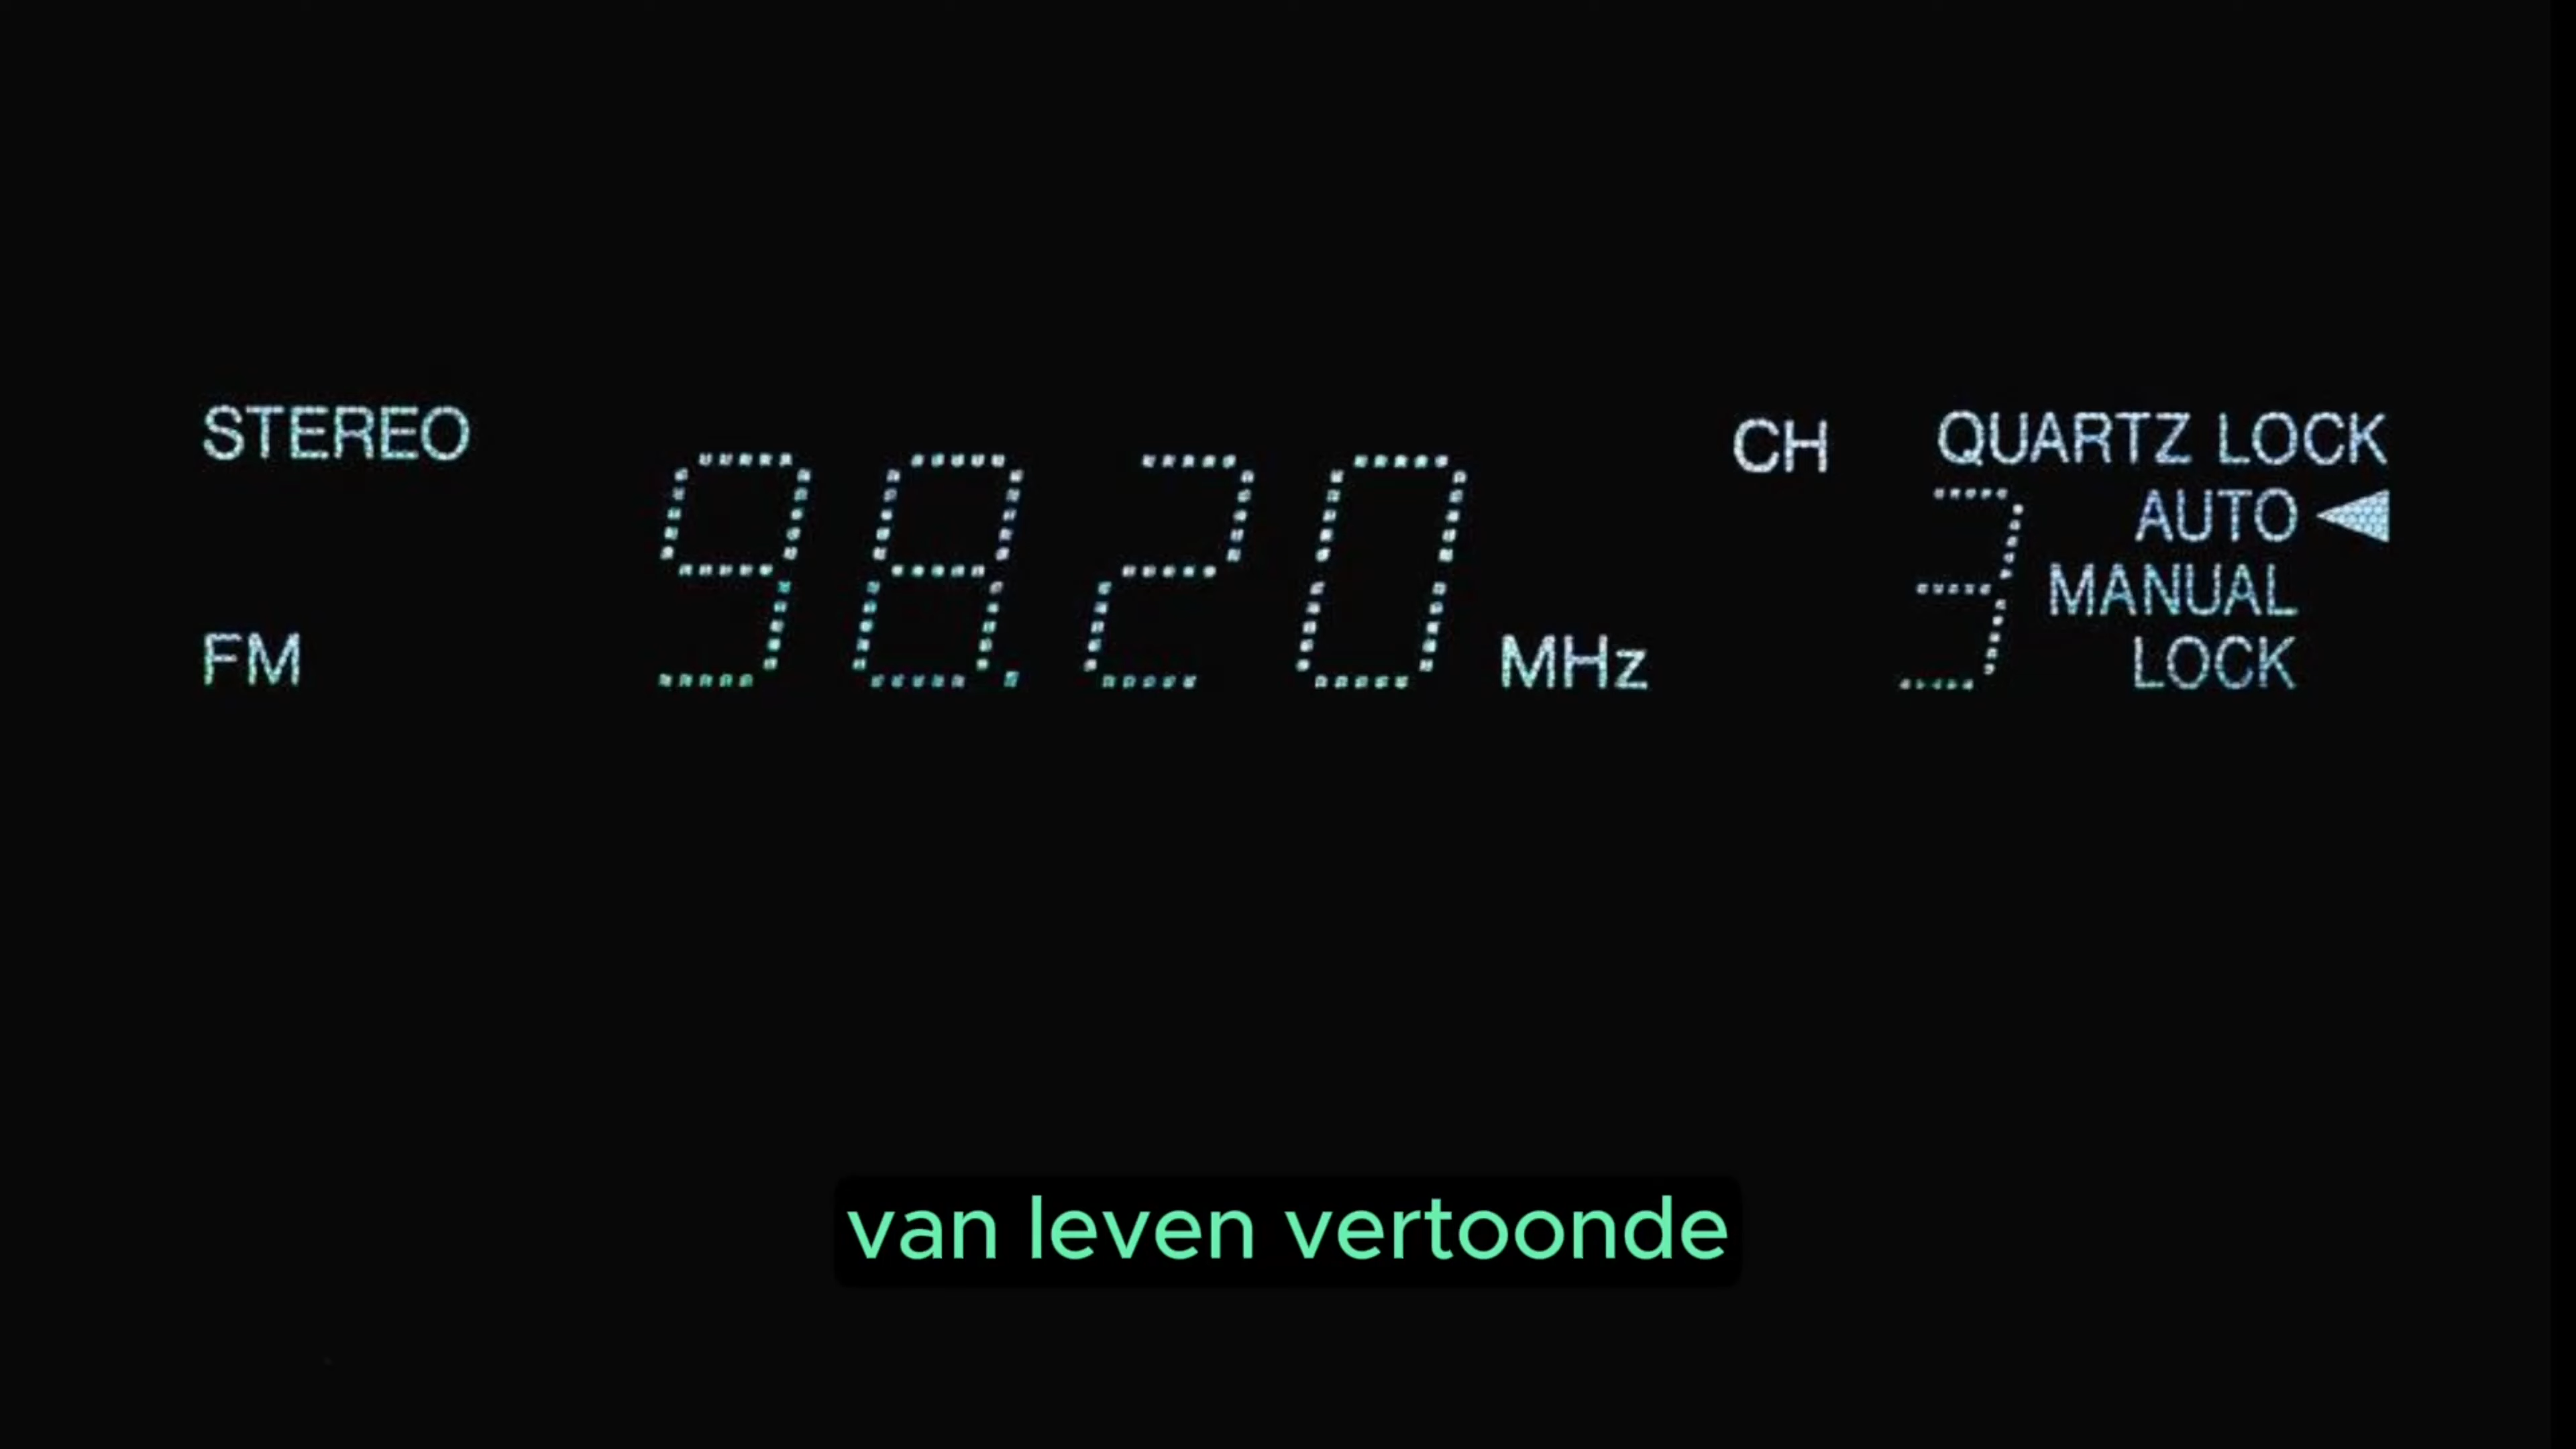 STEREO
FM
98.20 MHz
CH 3
QUARTZ LOCK
AUTO
MANUAL
LOCK
van leven vertoonde